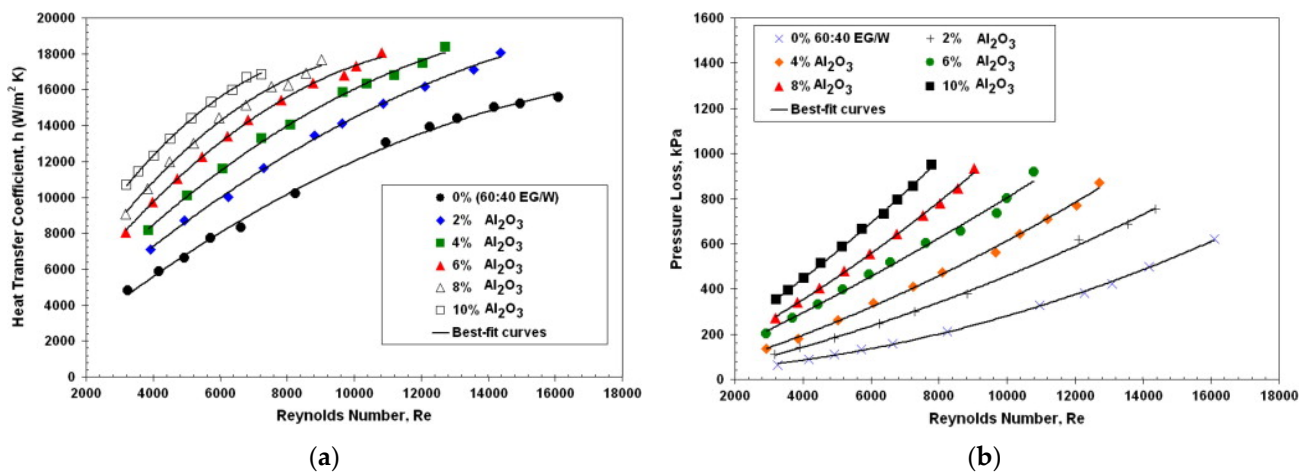 20000
18000
16000
14000
12000
10000
8000
6000
4000
2000
0
Heat Transfer Coefficient, h (W/m² K)
0% (60:40 EG/W)
2% Al₂O₃
4% Al₂O₃
6% Al₂O₃
8% Al₂O₃
10% Al₂O₃
Best-fit curves
2000 4000 6000 8000 10000 12000 14000 16000 18000
Reynolds Number, Re
(a)
1600
1400
1200
1000
800
600
400
200
0
Pressure Loss, kPa
0% 60:40 EG/W 2% Al₂O₃
4% Al₂O₃ 6% Al₂O₃
8% Al₂O₃ 10% Al₂O₃
Best-fit curves
2000 4000 6000 8000 10000 12000 14000 16000 18000
Reynolds Number, Re
(b)